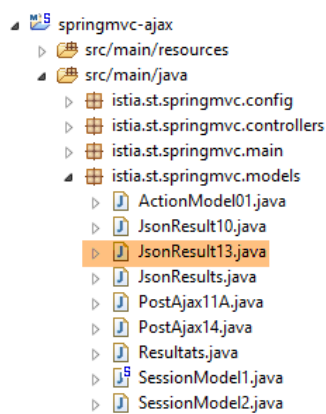 springmvc-ajax
src/main/resources
src/main/java
istia.st.springmvc.config
istia.st.springmvc.controllers
istia.st.springmvc.main
istia.st.springmvc.models
ActionModel01.java
JsonResult10.java
JsonResult13.java
JsonResults.java
PostAjax11A.java
PostAjax14.java
Resultats.java
SessionModel1.java
SessionModel2.java